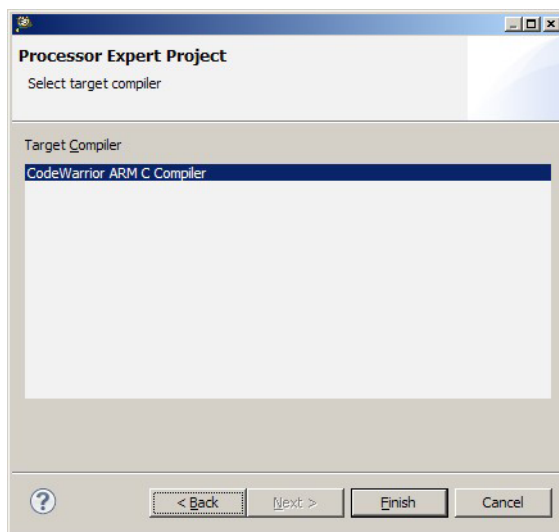 Processor Expert Project
Select target compiler
Target Compiler
CodeWarrior ARM C Compiler
?
< Back
Next >
Finish
Cancel